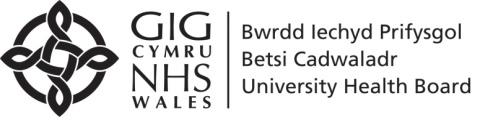 GIG
CYMRU
NHS
WALES
Bwrdd Iechyd Prifysgol
Betsi Cadwaladr
University Health Board